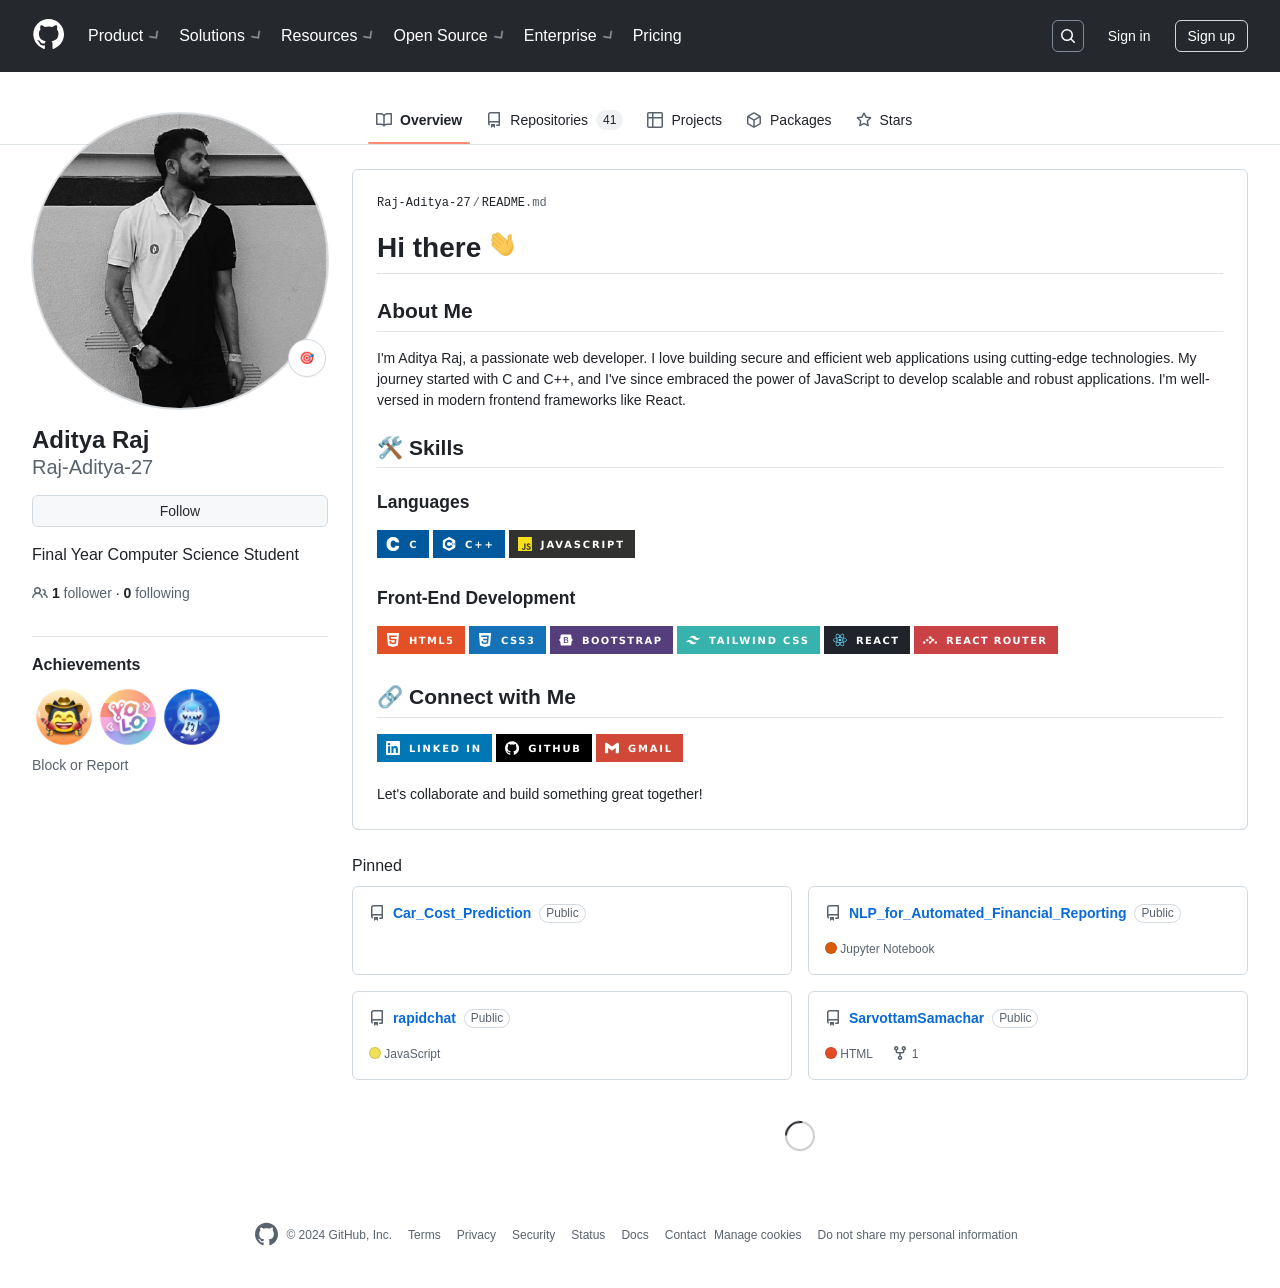 Product
Solutions
Resources
Open Source
Enterprise
Pricing
Sign in
Sign up
Overview
Repositories 41
Projects
Packages
Stars
Aditya Raj
Raj-Aditya-27
Follow
Final Year Computer Science Student
1 follower · 0 following
Achievements
YOLO
Block or Report
Raj-Aditya-27/README.md
Hi there 👋
About Me
I'm Aditya Raj, a passionate web developer. I love building secure and efficient web applications using cutting-edge technologies. My
journey started with C and C++, and I've since embraced the power of JavaScript to develop scalable and robust applications. I'm well-
versed in modern frontend frameworks like React.
🛠️ Skills
Languages
C C++ JS JAVASCRIPT
Front-End Development
HTML5 CSS3 B BOOTSTRAP TAILWIND CSS REACT REACT ROUTER
🔗 Connect with Me
in LINKED IN GITHUB GMAIL
Let's collaborate and build something great together!
Pinned
Car_Cost_Prediction Public
NLP_for_Automated_Financial_Reporting Public
Jupyter Notebook
rapidchat Public
JavaScript
SarvottamSamachar Public
HTML 1
© 2024 GitHub, Inc. Terms Privacy Security Status Docs Contact Manage cookies Do not share my personal information